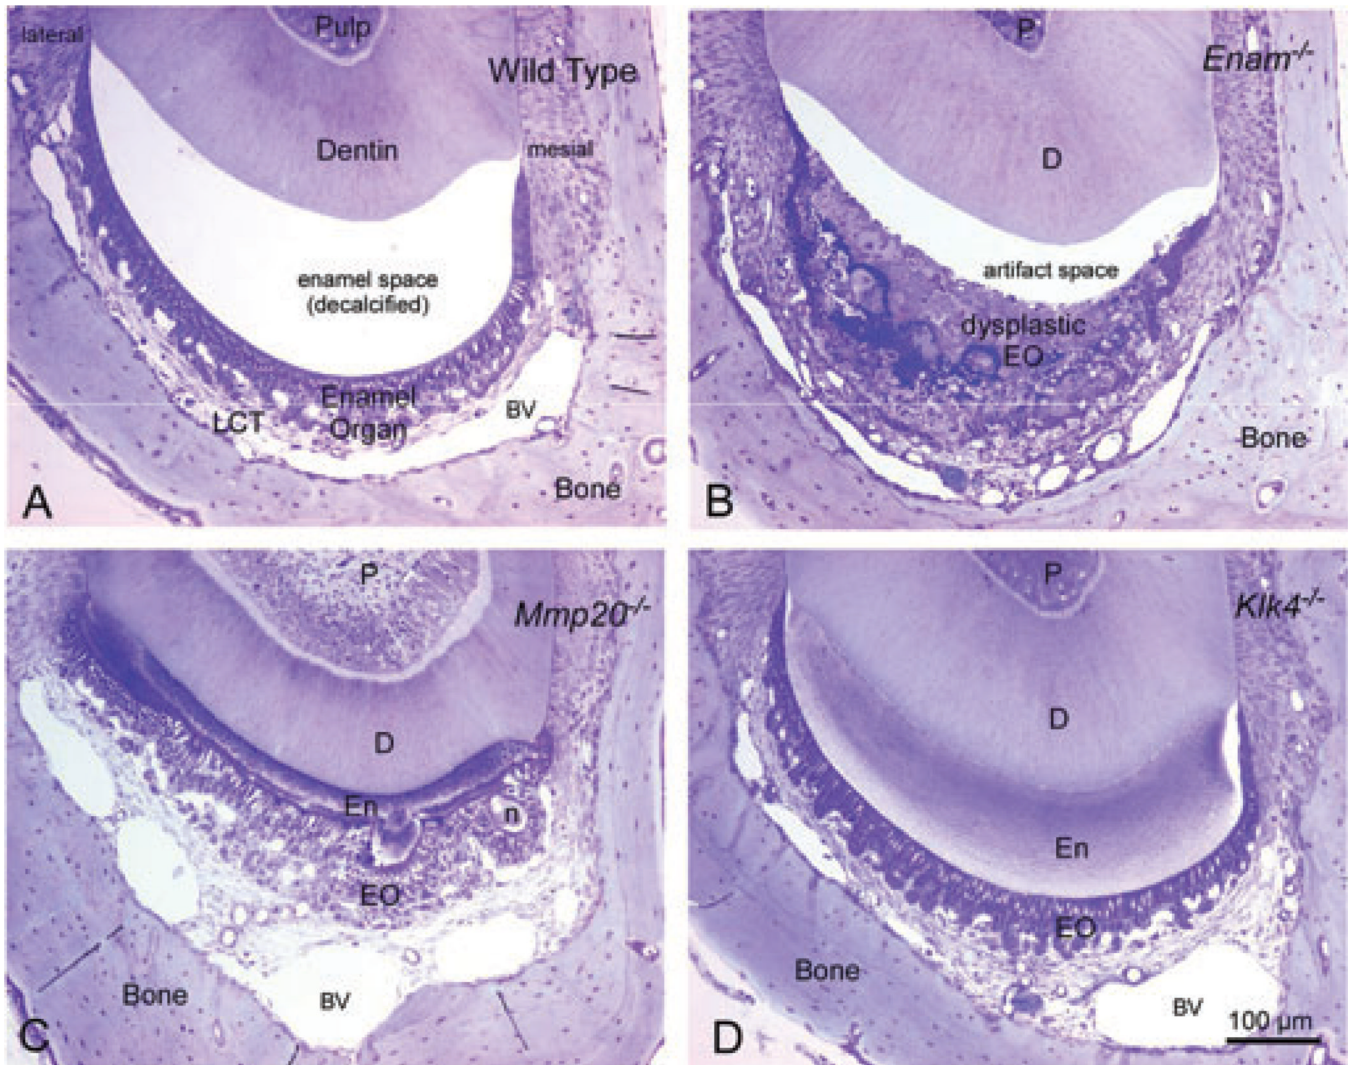 lateral
Pulp
Wild Type
Dentin
mesial
enamel space
(decalcified)
Enamel
Organ
LCT
BV
Bone
A
P
Enam-/-
D
artifact space
dysplastic
EO
Bone
B
P
Mmp20-/-
D
En
n
EO
Bone
BV
C
P
Klk4-/-
D
En
EO
Bone
BV
100 µm
D